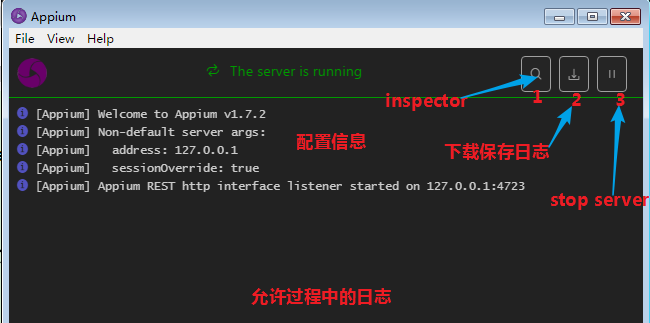 Appium
File View Help
The server is running
inspector
1
2
3
[Appium] Welcome to Appium v1.7.2
[Appium] Non-default server args:
配置信息
[Appium]   address: 127.0.0.1
下载保存日志
[Appium]   sessionOverride: true
[Appium] Appium REST http interface listener started on 127.0.0.1:4723
stop server
允许过程中的日志